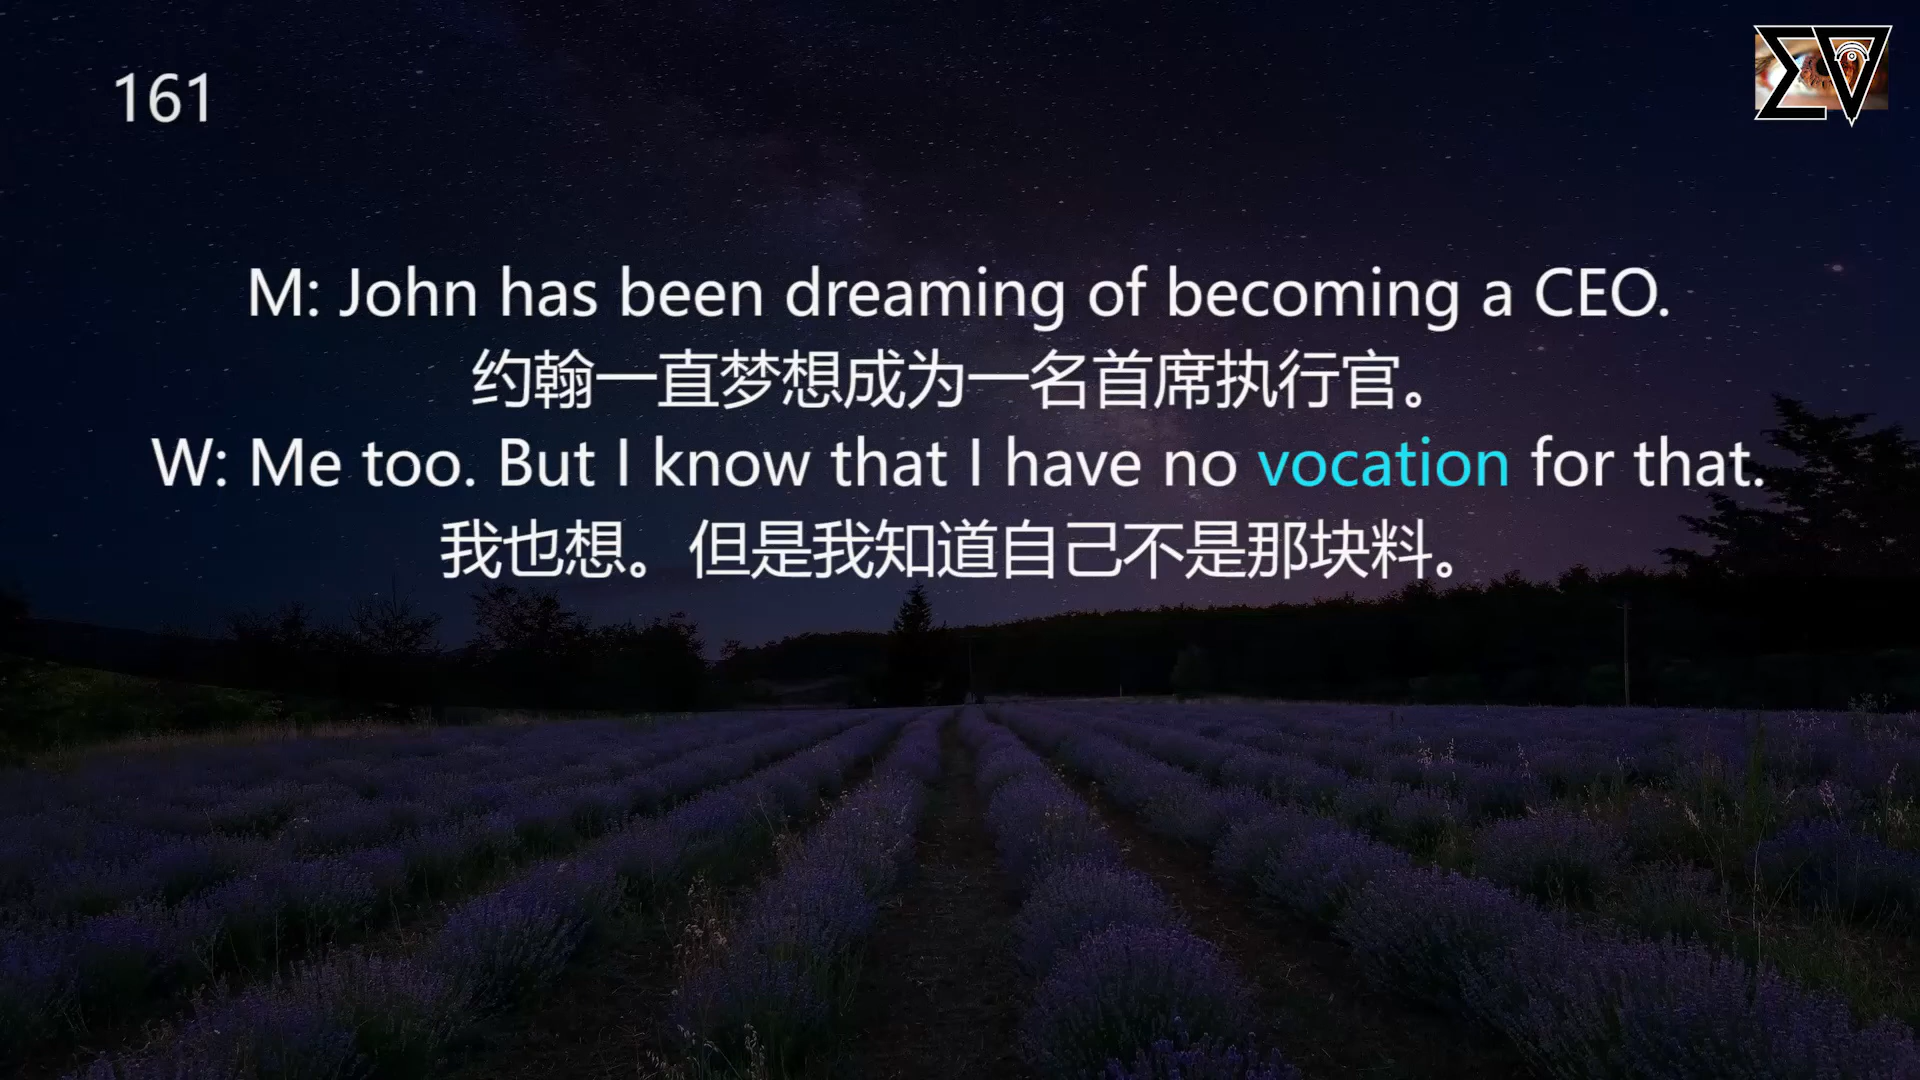 161
M: John has been dreaming of becoming a CEO.
约翰一直梦想成为一名首席执行官。
W: Me too. But I know that I have no vocation for that.
我也想。但是我知道自己不是那块料。